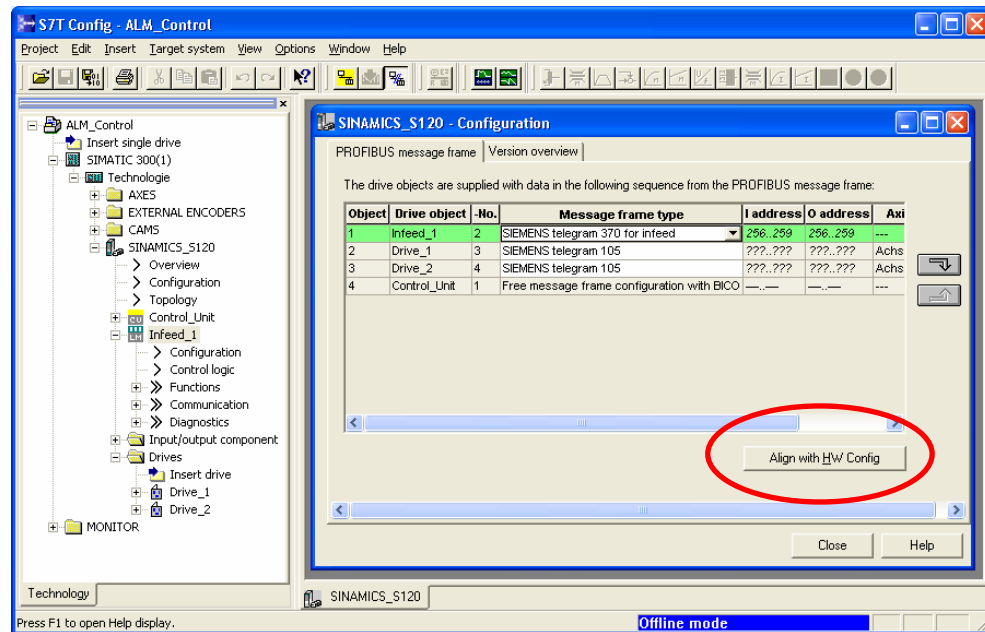 S7T Config - ALM_Control
Project Edit Insert Target system View Options Window Help
ALM_Control
Insert single drive
SIMATIC 300(1)
Technologie
AXES
EXTERNAL ENCODERS
CAMS
SINAMICS_S120
Overview
Configuration
Topology
Control_Unit
Infeed_1
Configuration
Control logic
Functions
Communication
Diagnostics
Input/output component
Drives
Insert drive
Drive_1
Drive_2
MONITOR
Technology
SINAMICS_S120 - Configuration
PROFIBUS message frame Version overview
The drive objects are supplied with data in the following sequence from the PROFIBUS message frame:
Object Drive object -No. Message frame type I address O address Axi
1 Infeed_1 2 SIEMENS telegram 370 for infeed 256..259 256..259 ---
2 Drive_1 3 SIEMENS telegram 105 ???..??? ???..??? Achs
3 Drive_2 4 SIEMENS telegram 105 ???..??? ???..??? Achs
4 Control_Unit 1 Free message frame configuration with BICO ---..--- ---..--- ---
Align with HW Config
Close Help
SINAMICS_S120
Press F1 to open Help display. Offline mode